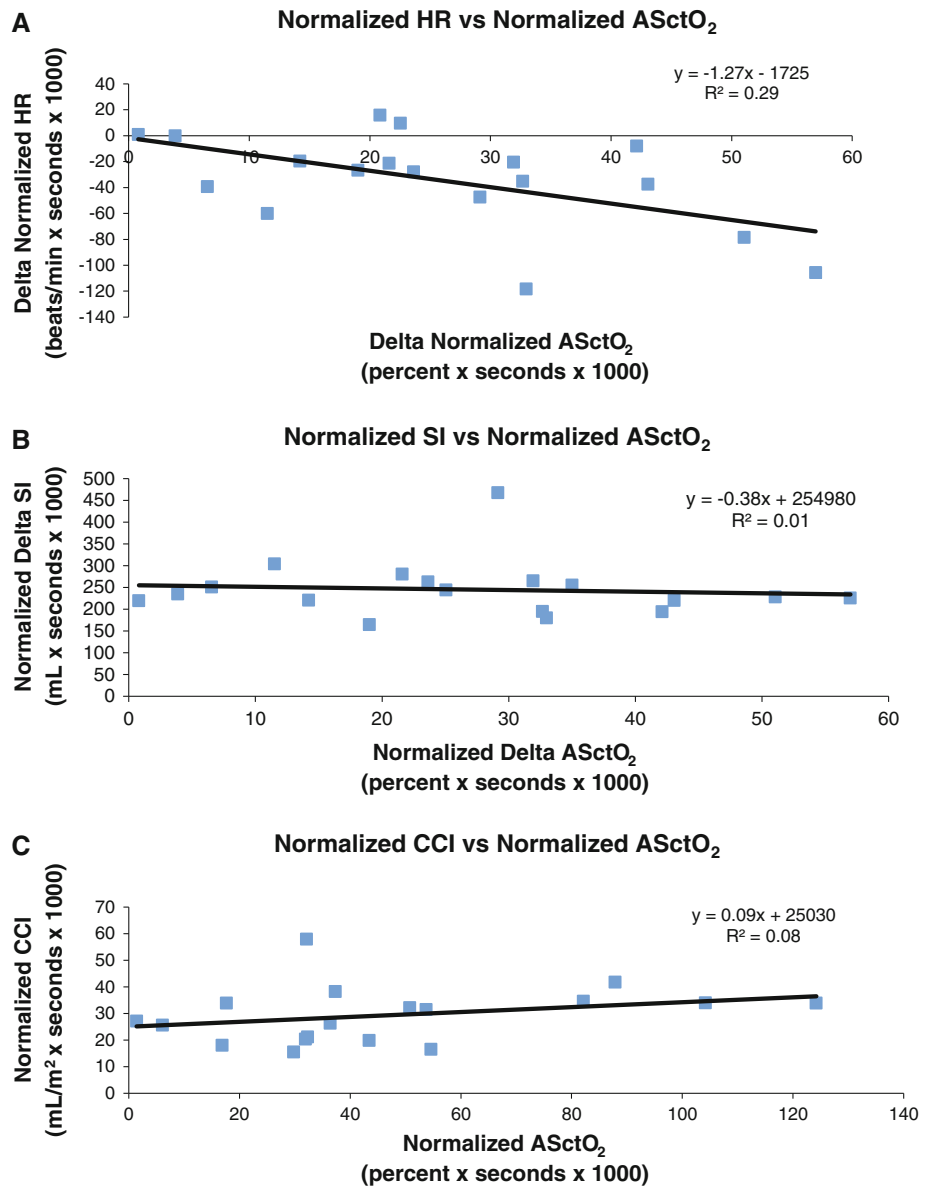 A
Normalized HR vs Normalized ASctO₂
y = -1.27x - 1725
R² = 0.29
Delta Normalized HR
(beats/min x seconds x 1000)
40
20
0
-20
-40
-60
-80
-100
-120
-140
0 10 20 30 40 50 60
Delta Normalized ASctO₂
(percent x seconds x 1000)
B
Normalized SI vs Normalized ASctO₂
y = -0.38x + 254980
R² = 0.01
Normalized Delta SI
(mL x seconds x 1000)
500
450
400
350
300
250
200
150
100
50
0
0 10 20 30 40 50 60
Normalized Delta ASctO₂
(percent x seconds x 1000)
C
Normalized CCI vs Normalized ASctO₂
y = 0.09x + 25030
R² = 0.08
Normalized CCI
(mL/m² x seconds x 1000)
70
60
50
40
30
20
10
0
0 20 40 60 80 100 120 140
Normalized ASctO₂
(percent x seconds x 1000)